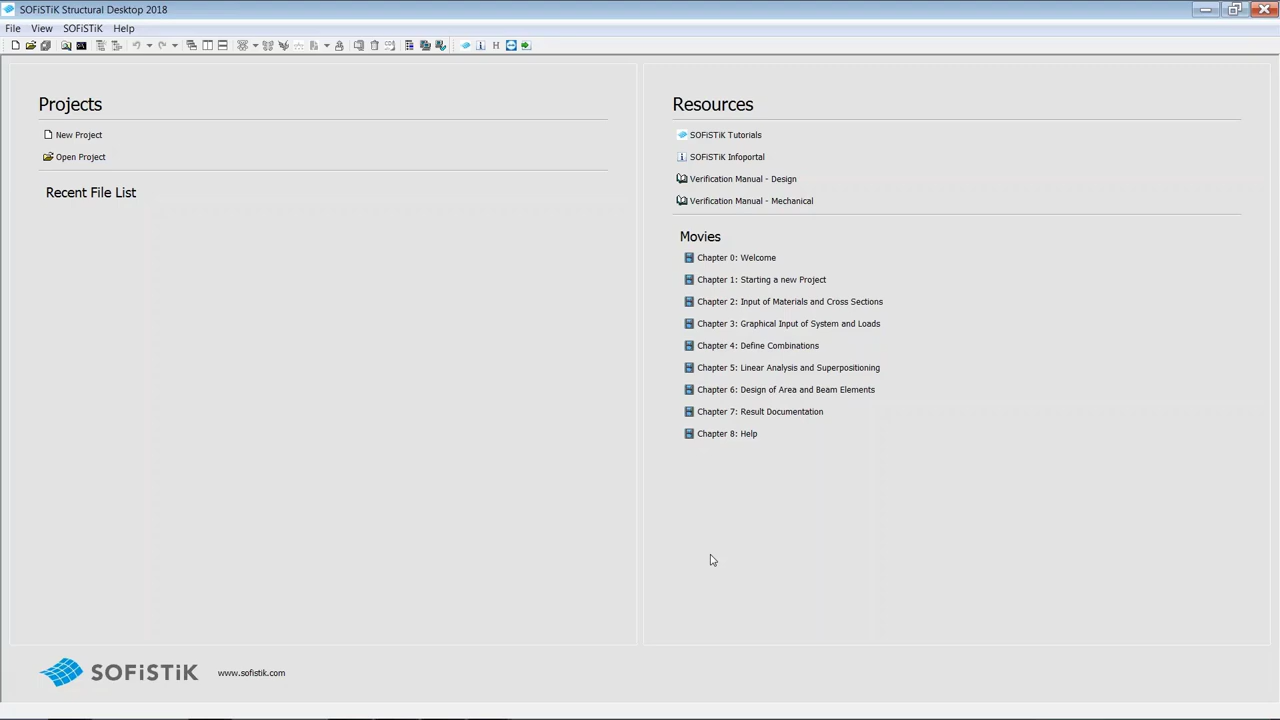 SOFiSTiK Structural Desktop 2018
File View SOFiSTiK Help
Projects
New Project
Open Project
Recent File List
Resources
SOFiSTiK Tutorials
SOFiSTiK Infoportal
Verification Manual - Design
Verification Manual - Mechanical
Movies
Chapter 0: Welcome
Chapter 1: Starting a new Project
Chapter 2: Input of Materials and Cross Sections
Chapter 3: Graphical Input of System and Loads
Chapter 4: Define Combinations
Chapter 5: Linear Analysis and Superpositioning
Chapter 6: Design of Area and Beam Elements
Chapter 7: Result Documentation
Chapter 8: Help
SOFiSTiK www.sofistik.com